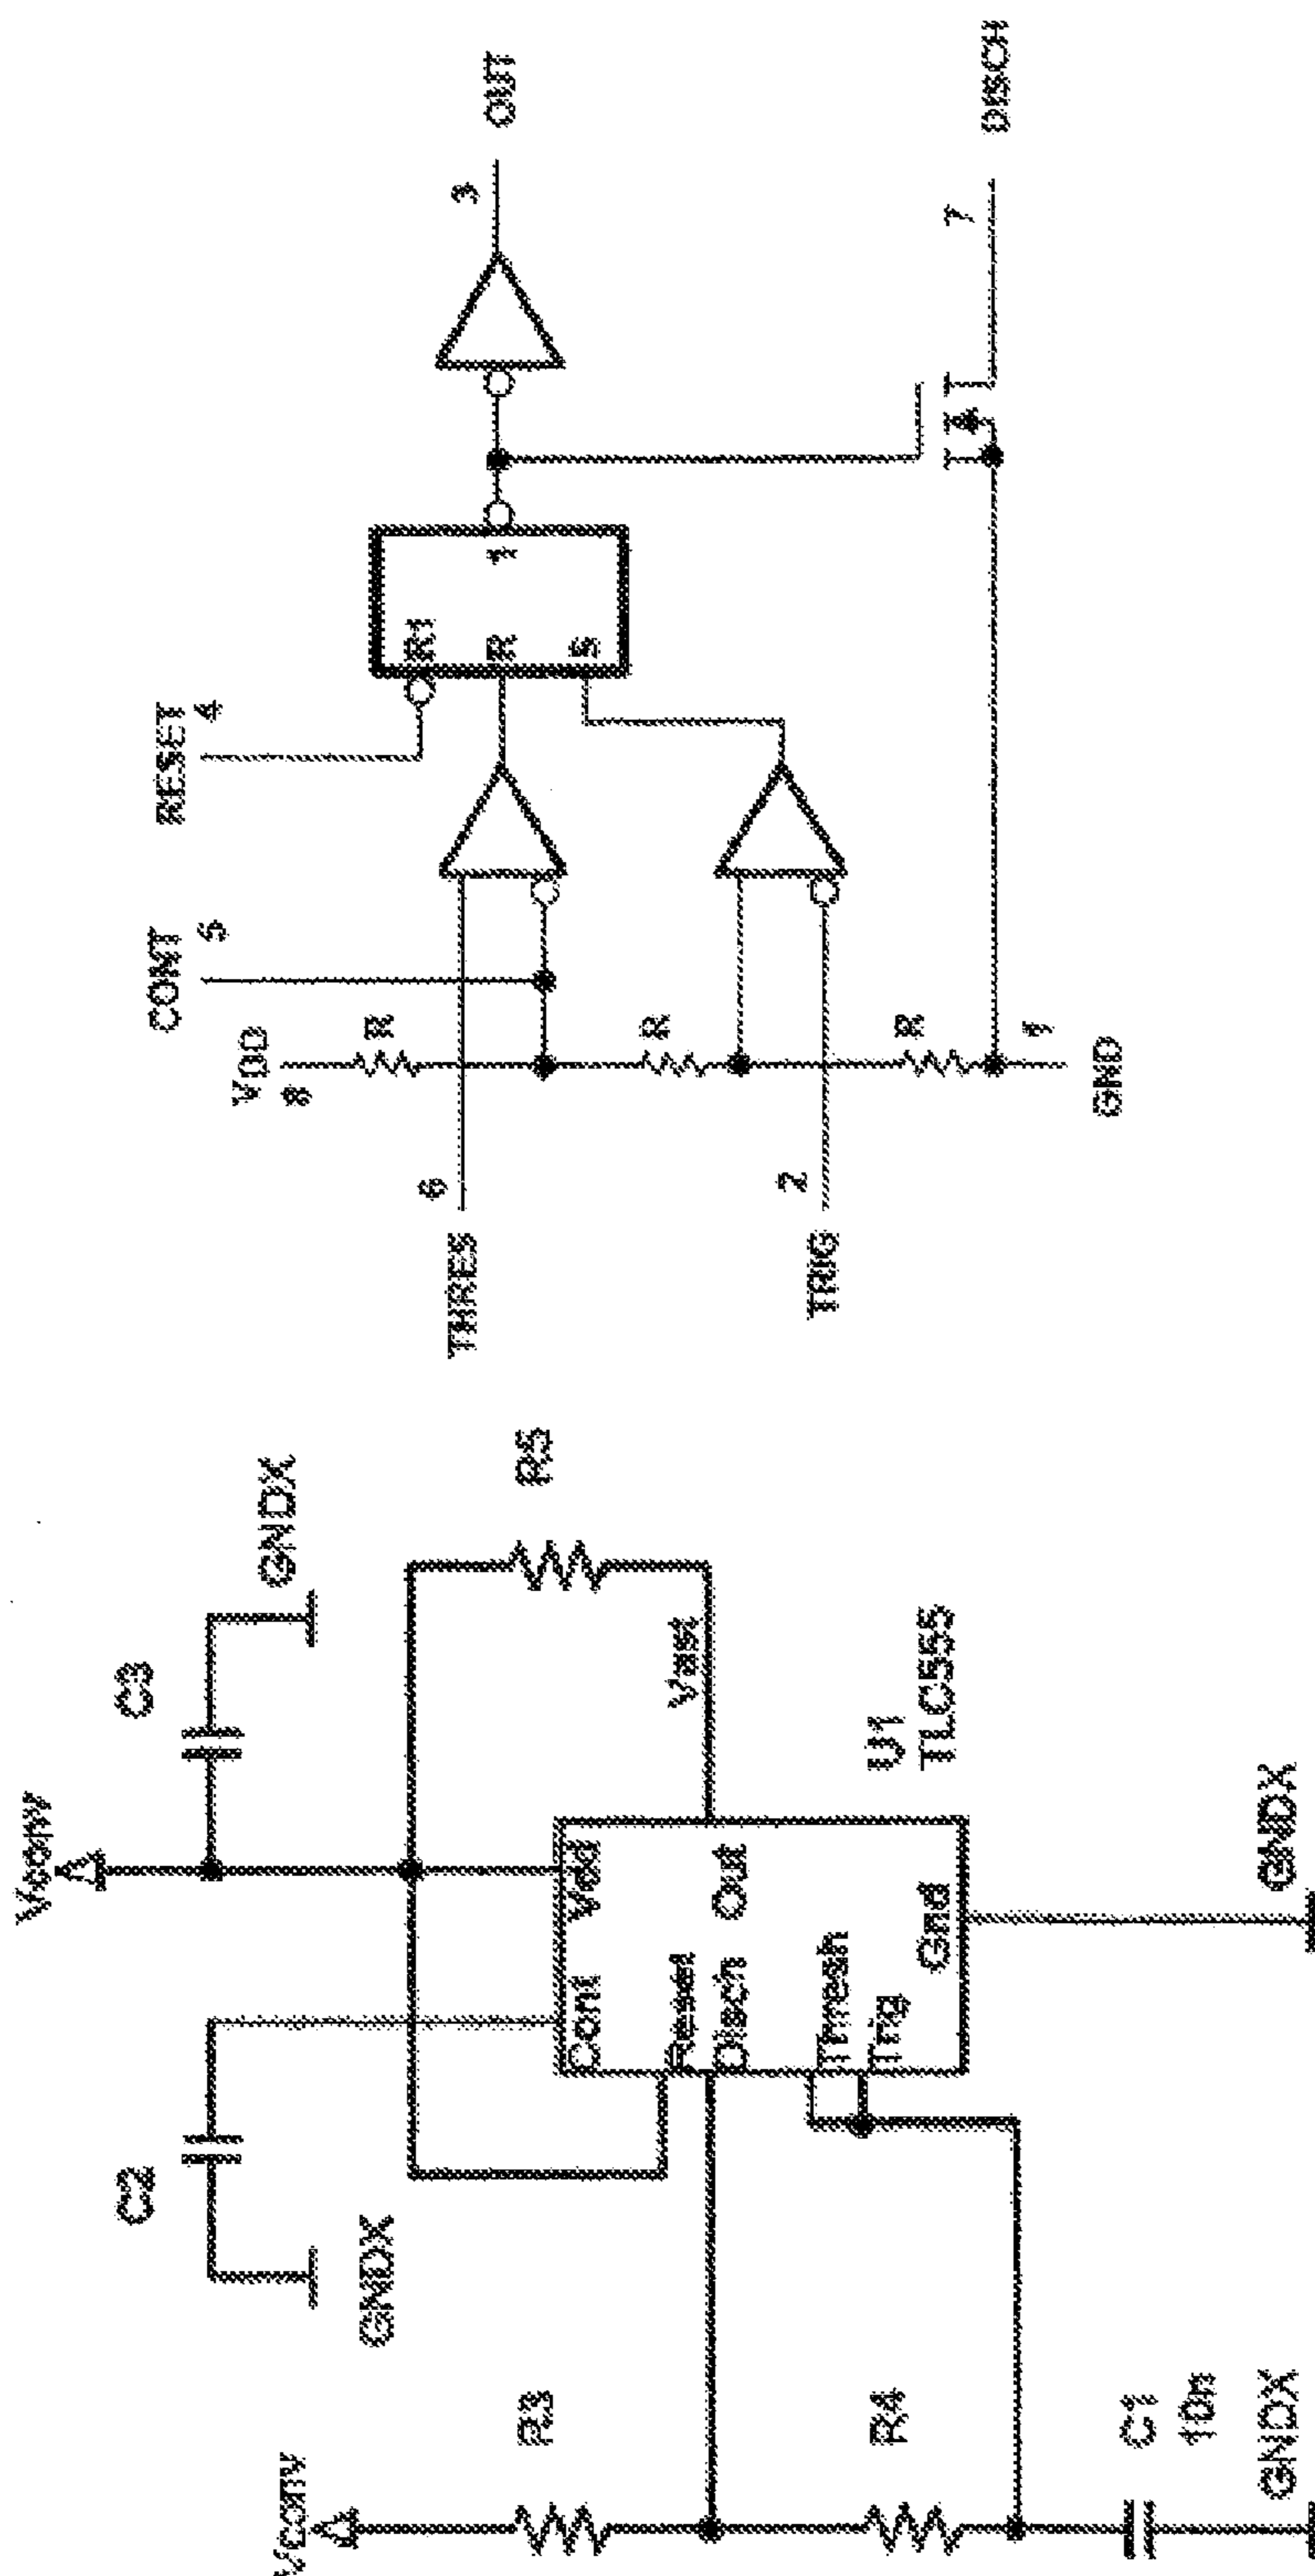 Vconv
R3
R4
C1
10n
GNDX
C2
GNDX
Vconv
C3
GNDX
Cont
Vdd
Reset
Disch
Out
Thresh
Trig
Gnd
R5
Vast
U1
TLC555
GNDX
VDD
8
CONT
5
RESET
4
THRES
6
R
R
R
TRIG
2
GND
1
R1
R
S
1
3
OUT
7
DISCH